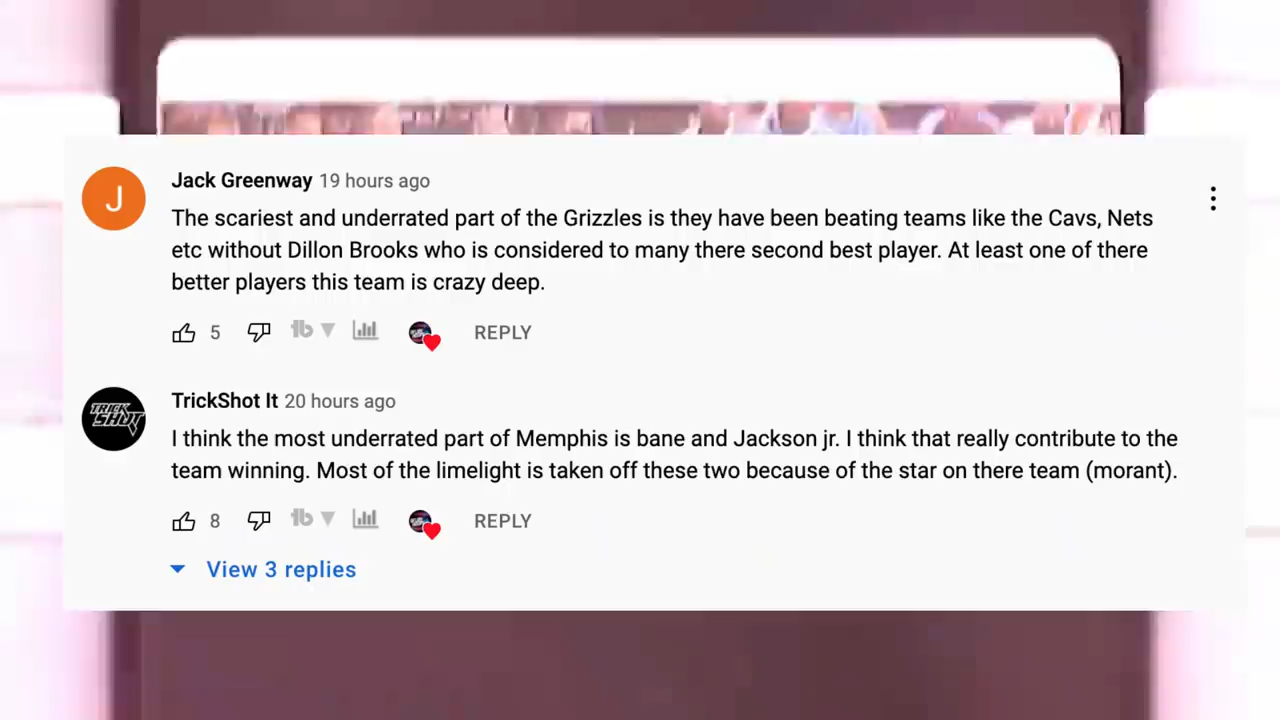 J
Jack Greenway 19 hours ago
The scariest and underrated part of the Grizzles is they have been beating teams like the Cavs, Nets
etc without Dillon Brooks who is considered to many there second best player. At least one of there
better players this team is crazy deep.
5 REPLY
TRICK
SHOT
TrickShot It 20 hours ago
I think the most underrated part of Memphis is bane and Jackson jr. I think that really contribute to the
team winning. Most of the limelight is taken off these two because of the star on there team (morant).
8 REPLY
View 3 replies